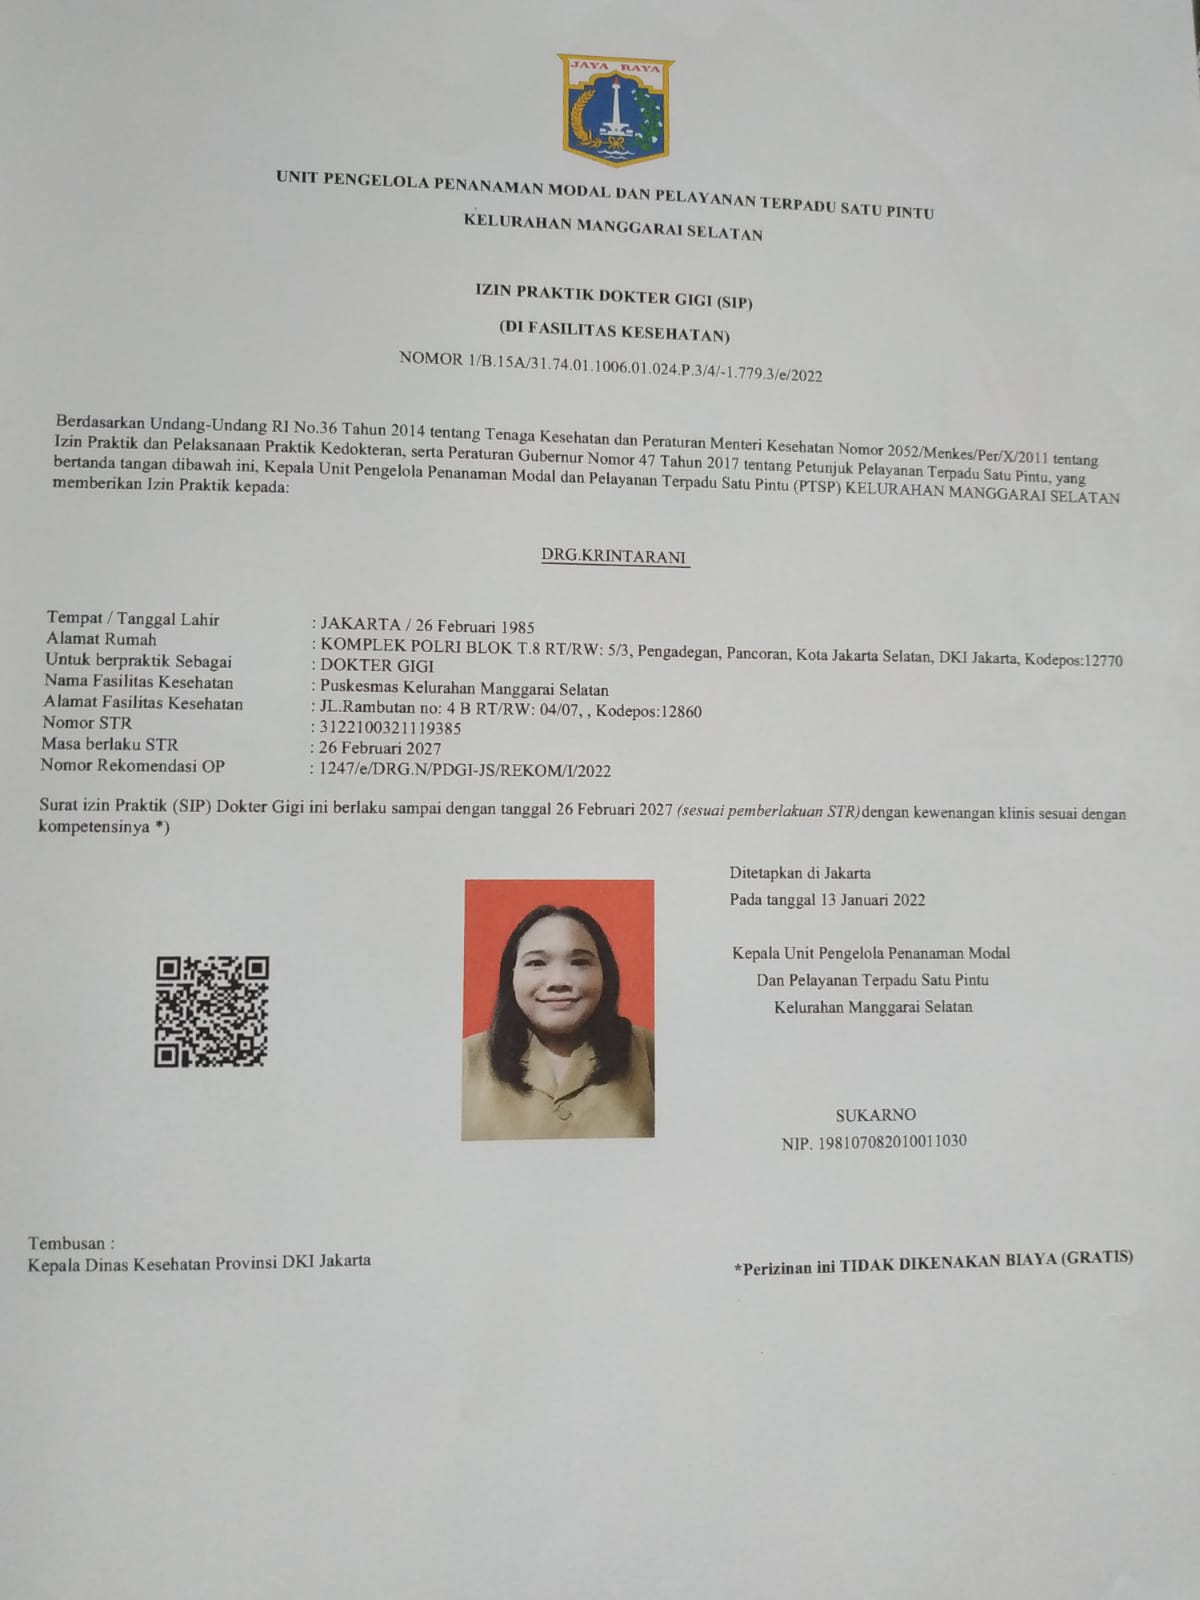 JAYA RAYA
UNIT PENGELOLA PENANAMAN MODAL DAN PELAYANAN TERPADU SATU PINTU
KELURAHAN MANGGARAI SELATAN
IZIN PRAKTIK DOKTER GIGI (SIP)
(DI FASILITAS KESEHATAN)
NOMOR 1/B.15A/31.74.01.1006.01.024.P.3/4/-1.779.3/e/2022
Berdasarkan Undang-Undang RI No.36 Tahun 2014 tentang Tenaga Kesehatan dan Peraturan Menteri Kesehatan Nomor 2052/Menkes/Per/X/2011 tentang
Izin Praktik dan Pelaksanaan Praktik Kedokteran, serta Peraturan Gubernur Nomor 47 Tahun 2017 tentang Petunjuk Pelayanan Terpadu Satu Pintu, yang
bertanda tangan dibawah ini, Kepala Unit Pengelola Penanaman Modal dan Pelayanan Terpadu Satu Pintu (PTSP) KELURAHAN MANGGARAI SELATAN
memberikan Izin Praktik kepada:
DRG.KRINTARANI
Tempat / Tanggal Lahir : JAKARTA / 26 Februari 1985
Alamat Rumah : KOMPLEK POLRI BLOK T.8 RT/RW: 5/3, Pengadegan, Pancoran, Kota Jakarta Selatan, DKI Jakarta, Kodepos:12770
Untuk berpraktik Sebagai : DOKTER GIGI
Nama Fasilitas Kesehatan : Puskesmas Kelurahan Manggarai Selatan
Alamat Fasilitas Kesehatan : JL.Rambutan no: 4 B RT/RW: 04/07, , Kodepos:12860
Nomor STR : 3122100321119385
Masa berlaku STR : 26 Februari 2027
Nomor Rekomendasi OP : 1247/e/DRG.N/PDGI-JS/REKOM/I/2022
Surat izin Praktik (SIP) Dokter Gigi ini berlaku sampai dengan tanggal 26 Februari 2027 (sesuai pemberlakuan STR)dengan kewenangan klinis sesuai dengan
kompetensinya *)
Ditetapkan di Jakarta
Pada tanggal 13 Januari 2022
Kepala Unit Pengelola Penanaman Modal
Dan Pelayanan Terpadu Satu Pintu
Kelurahan Manggarai Selatan
SUKARNO
NIP. 198107082010011030
Tembusan :
Kepala Dinas Kesehatan Provinsi DKI Jakarta
*Perizinan ini TIDAK DIKENAKAN BIAYA (GRATIS)